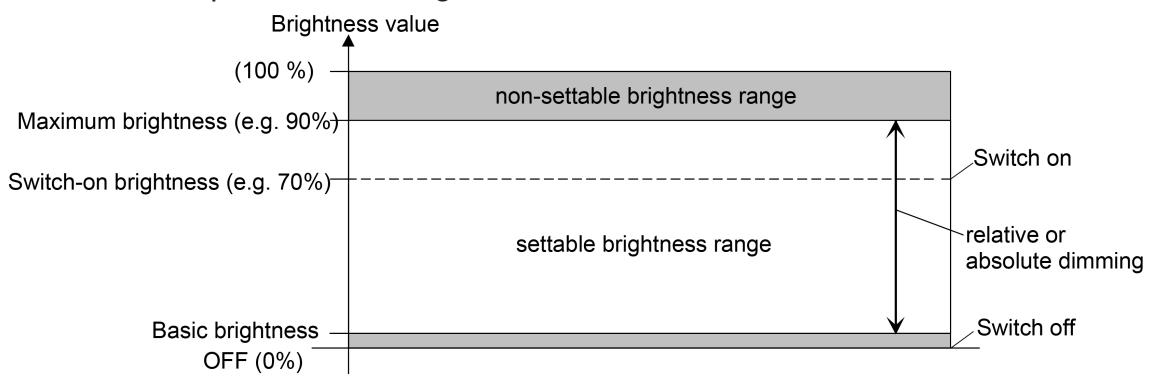 Brightness value
(100 %)
non-settable brightness range
Maximum brightness (e.g. 90%)
Switch on
Switch-on brightness (e.g. 70%)
relative or
absolute dimming
settable brightness range
Basic brightness
Switch off
OFF (0%)